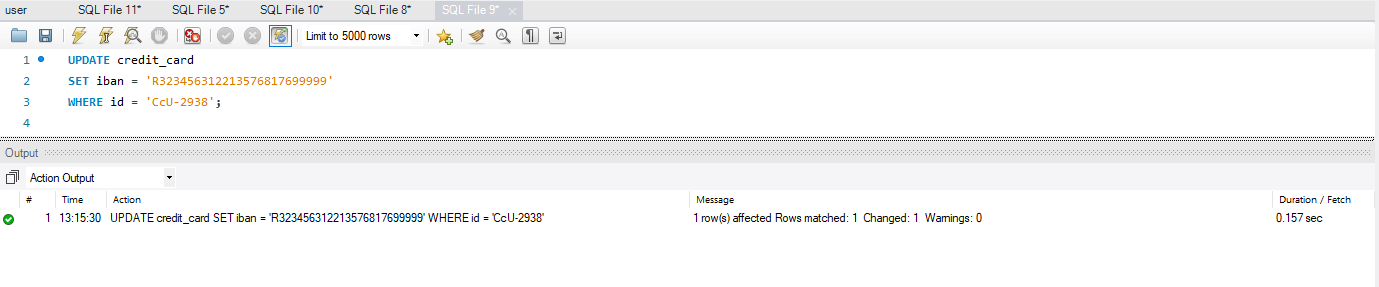 user SQL File 11* SQL File 5* SQL File 10* SQL File 8* SQL File 9*
Limit to 5000 rows
1 UPDATE credit_card
2 SET iban = 'R323456312213576817699999'
3 WHERE id = 'CcU-2938';
4
Output
Action Output
# Time Action Message Duration / Fetch
1 13:15:30 UPDATE credit_card SET iban = 'R323456312213576817699999' WHERE id = 'CcU-2938' 1 row(s) affected Rows matched: 1 Changed: 1 Warnings: 0 0.157 sec